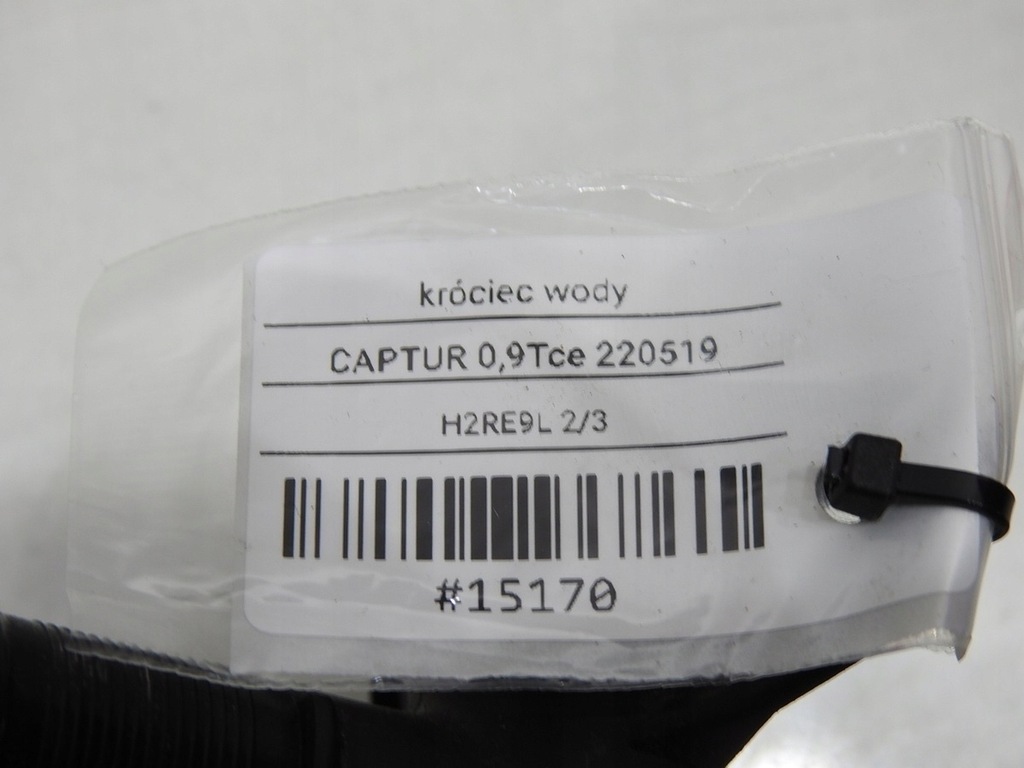 króciec wody
CAPTUR 0,9Tce 220519
H2RE9L 2/3
#15170